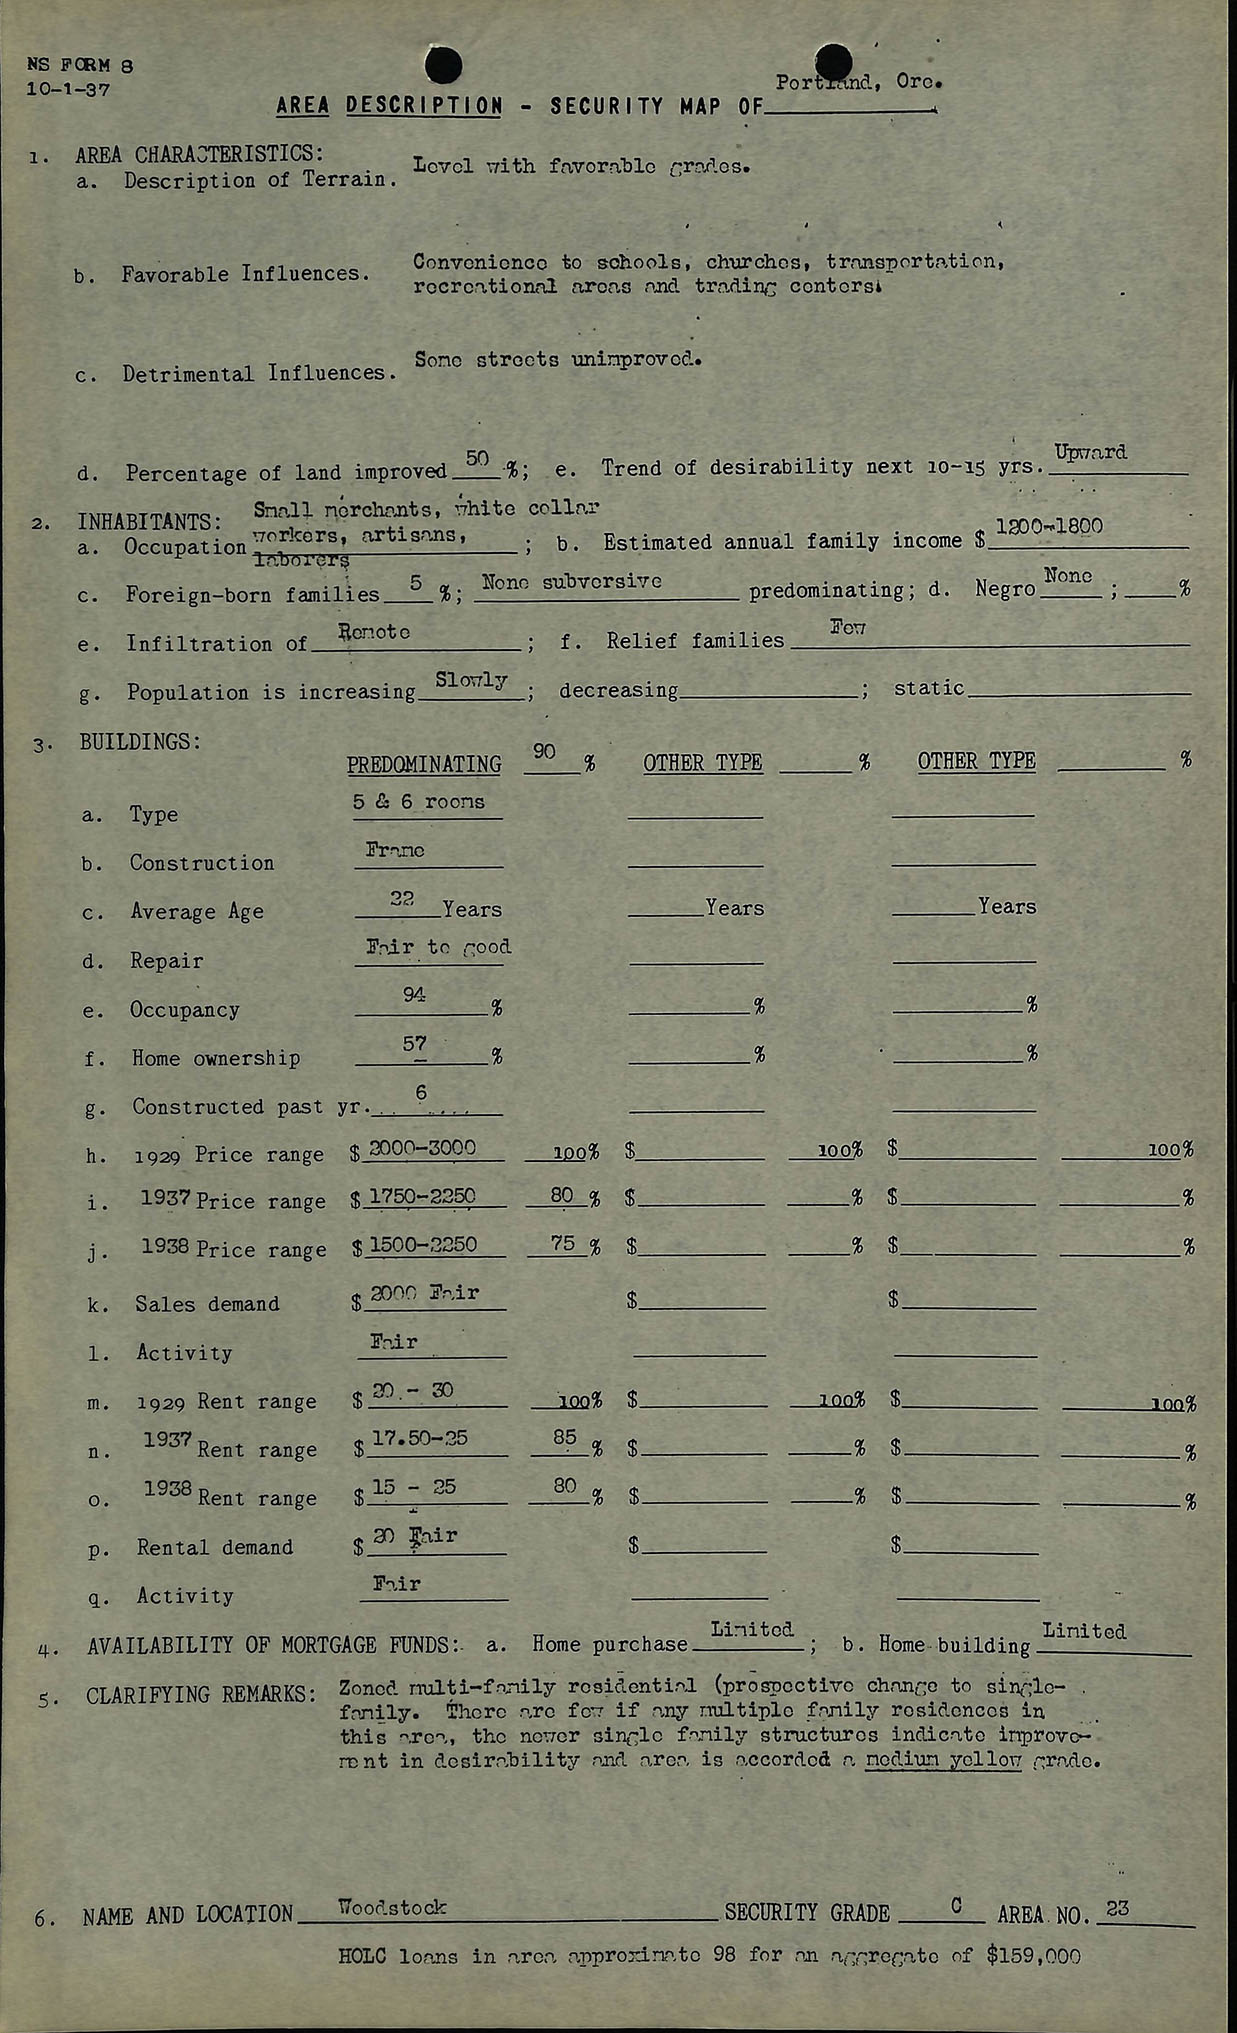 NS FORM 8
10-1-37
Portland, Ore.
AREA DESCRIPTION - SECURITY MAP OF
1. AREA CHARACTERISTICS:
a. Description of Terrain. Level with favorable grades.
b. Favorable Influences. Convenience to schools, churches, transportation,
recreational areas and trading centers.
c. Detrimental Influences. Some streets unimproved.
d. Percentage of land improved 50 %; e. Trend of desirability next 10-15 yrs. Upward
2. INHABITANTS: Small merchants, white collar
a. Occupation workers, artisans, ; b. Estimated annual family income $ 1200-1800
laborers
c. Foreign-born families 5 %; None subversive predominating; d. Negro None ; %
e. Infiltration of Remote ; f. Relief families Few
g. Population is increasing Slowly ; decreasing ; static
3. BUILDINGS:
PREDOMINATING 90 % OTHER TYPE % OTHER TYPE %
a. Type 5 & 6 rooms
b. Construction Frame
c. Average Age 22 Years Years Years
d. Repair Fair to good
e. Occupancy 94 % % %
f. Home ownership 57 % % %
g. Constructed past yr. 6
h. 1929 Price range $ 2000-3000 100% $ 100% $ 100%
i. 1937 Price range $ 1750-2250 80 % $ % $ %
j. 1938 Price range $ 1500-2250 75 % $ % $ %
k. Sales demand $ 2000 Fair $ $
l. Activity Fair
m. 1929 Rent range $ 20 - 30 100% $ 100% $ 100%
n. 1937 Rent range $ 17.50-25 85 % $ % $ %
o. 1938 Rent range $ 15 - 25 80 % $ % $ %
p. Rental demand $ 20 Fair $ $
q. Activity Fair
4. AVAILABILITY OF MORTGAGE FUNDS: a. Home purchase Limited ; b. Home building Limited
5. CLARIFYING REMARKS: Zoned multi-family residential (prospective change to single-
family. There are few if any multiple family residences in
this area, the newer single family structures indicate improve-
ment in desirability and area is accorded a medium yellow grade.
6. NAME AND LOCATION Woodstock SECURITY GRADE C AREA NO. 23
HOLC loans in area approximate 98 for an aggregate of $159,000